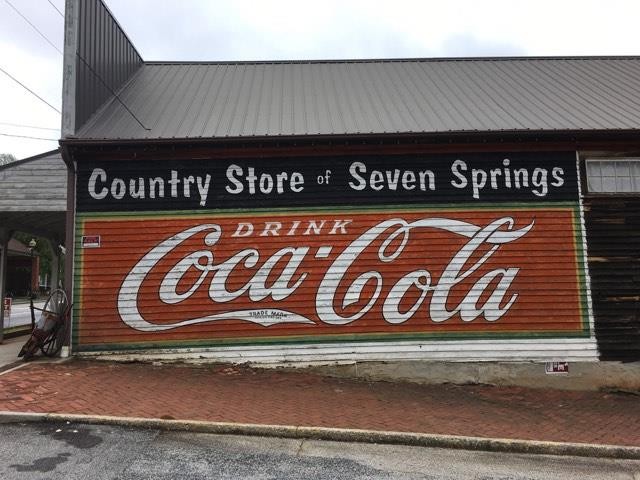 Country Store of Seven Springs
DRINK
Coca-Cola
TRADE MARK